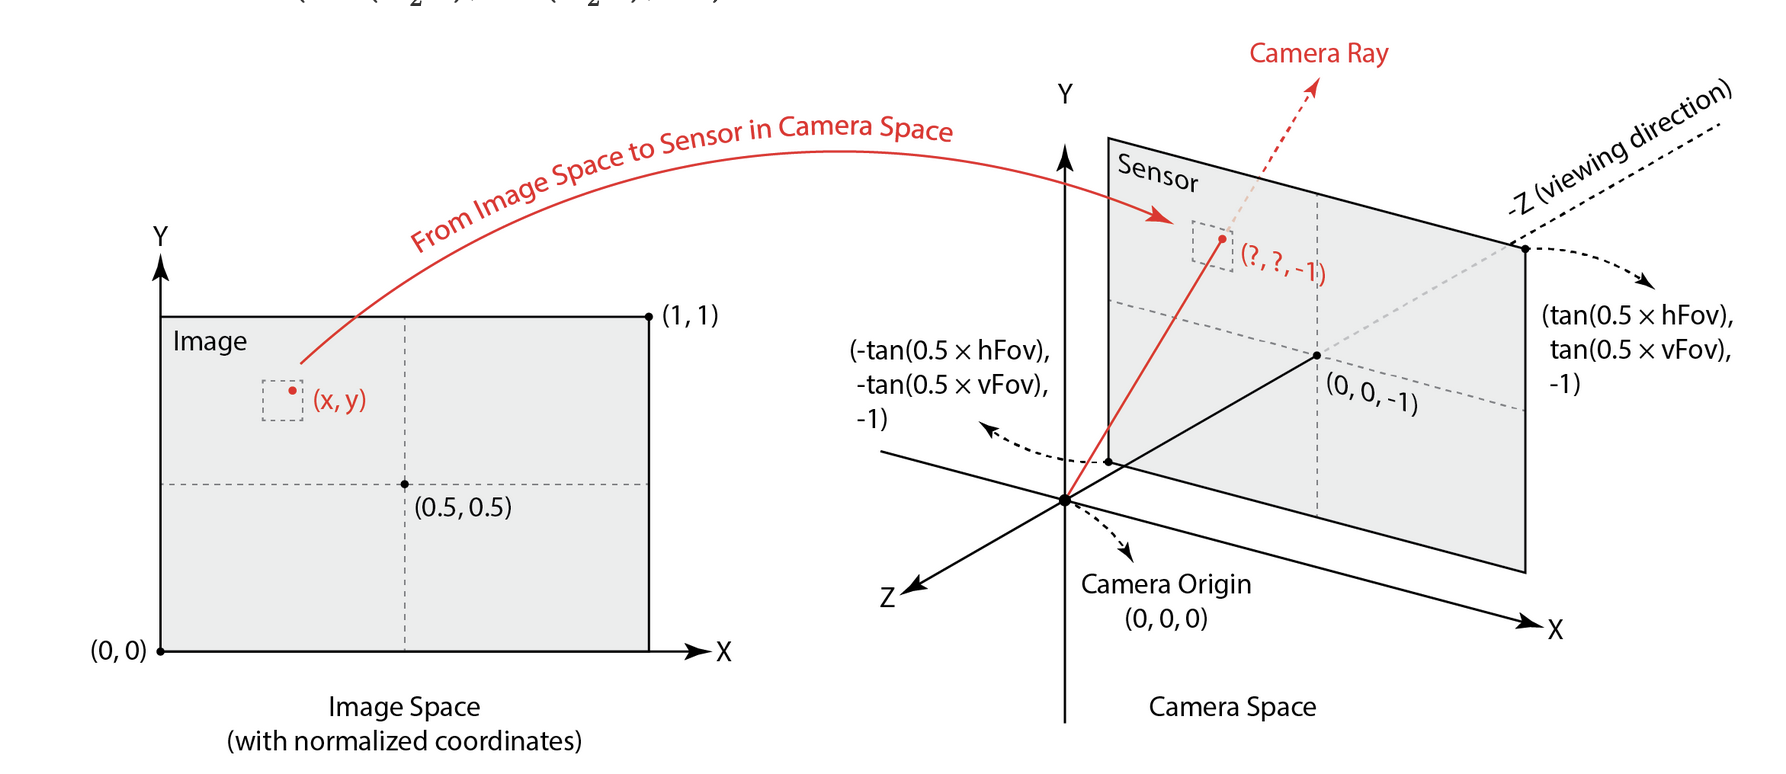 Camera Ray
Y
From Image Space to Sensor in Camera Space
-Z (viewing direction)
Sensor
Y
(?, ?, -1)
(1, 1)
Image
(tan(0.5 × hFov),
tan(0.5 × vFov),
-1)
(-tan(0.5 × hFov),
-tan(0.5 × vFov),
-1)
(x, y)
(0, 0, -1)
(0.5, 0.5)
Camera Origin
(0, 0, 0)
Z
X
(0, 0)
X
Image Space
(with normalized coordinates)
Camera Space